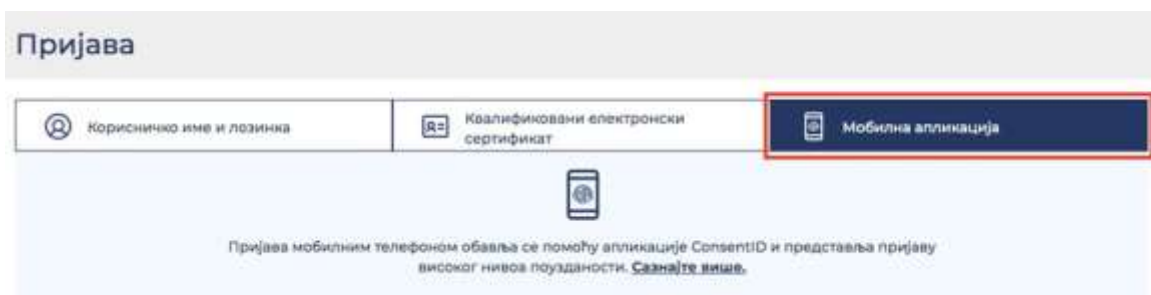 Пријава
Корисничко име и лозинка
Квалификовани електронски
сертификат
Мобилна апликација
Пријава мобилним телефоном обавља се помоћу апликације ConsentID и представља пријаву
високог нивоа поузданости. Сазнајте више.